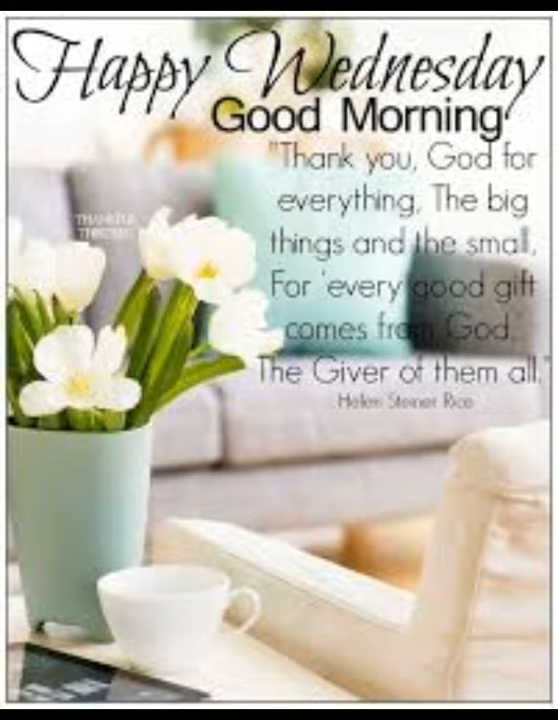 Happy Wednesday
Good Morning
"Thank you, God for
everything, The big
things and the small,
For 'every good gift
comes from God
The Giver of them all."
Helen Steiner Rice